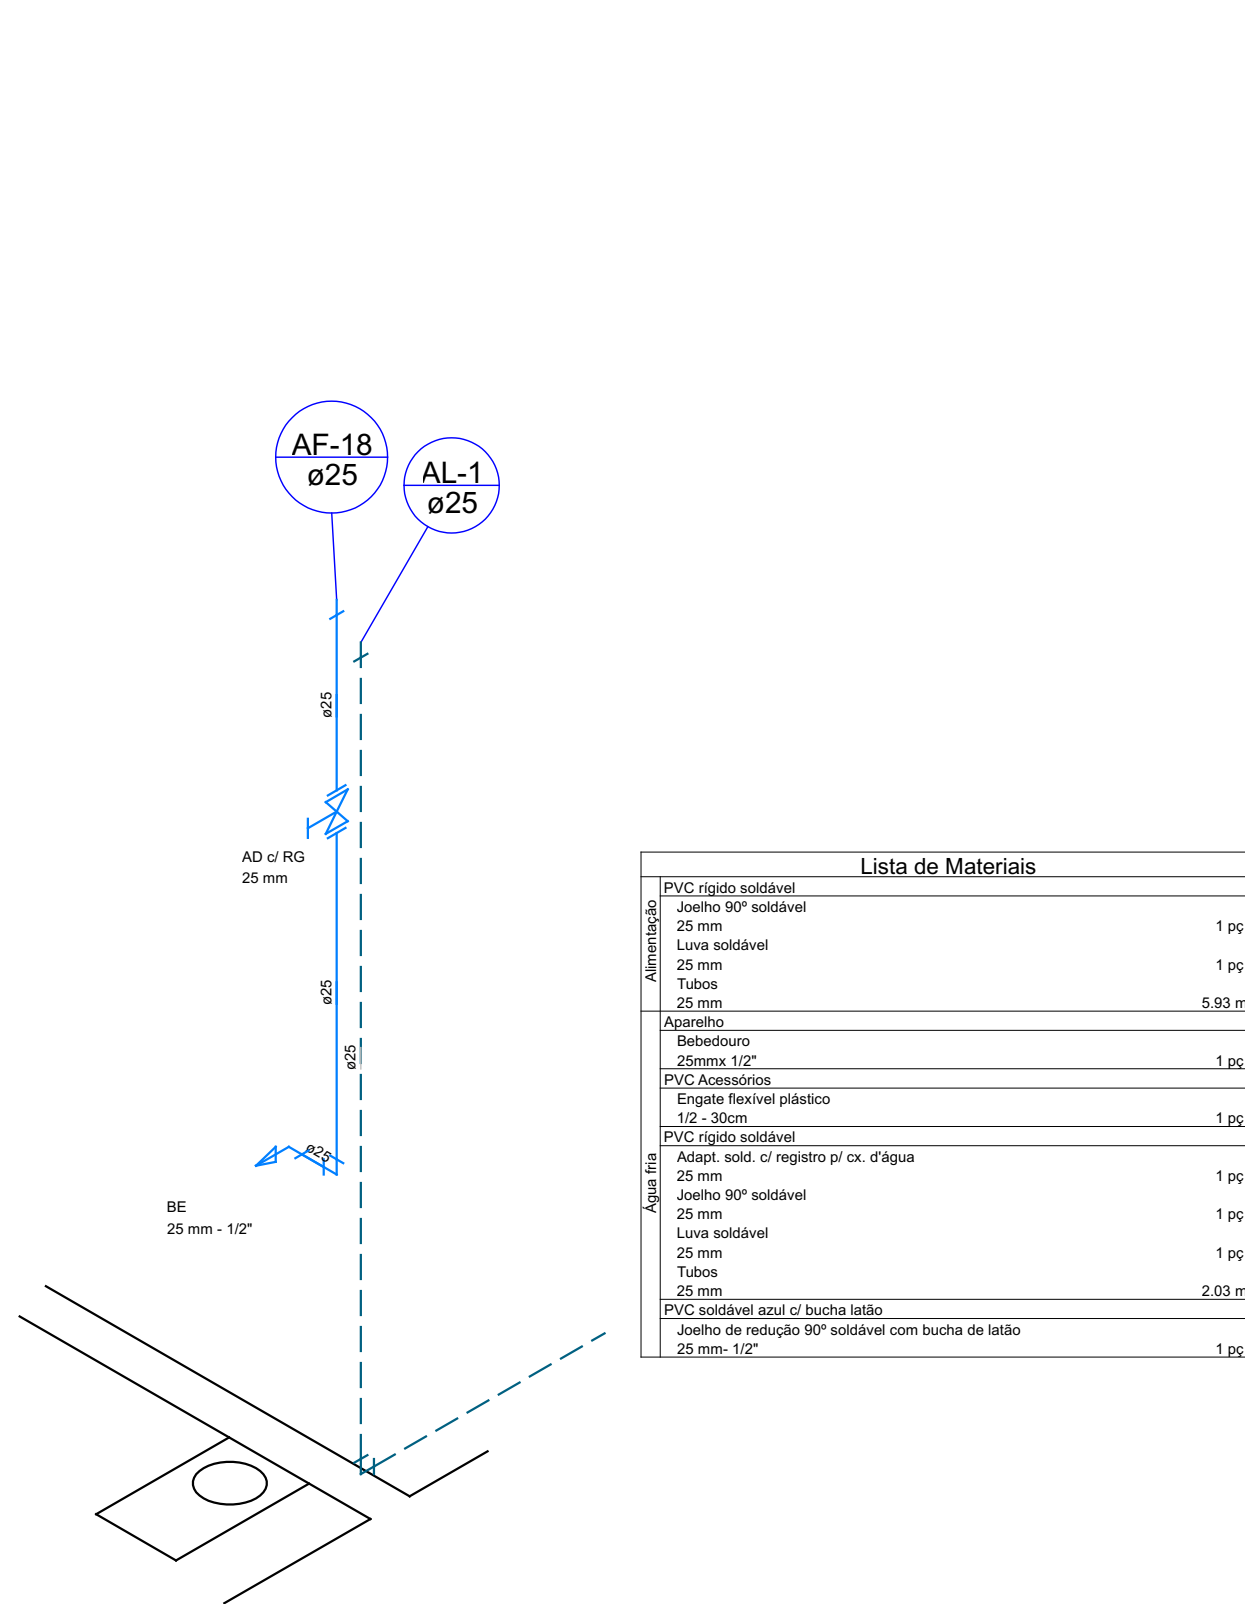 AF-18
ø25
AL-1
ø25
ø25
AD c/ RG
25 mm
ø25
ø25
ø25
BE
25 mm - 1/2"
Lista de Materiais
Alimentação
PVC rígido soldável
Joelho 90º soldável
25 mm 1 pç
Luva soldável
25 mm 1 pç
Tubos
25 mm 5.93 m
Água fria
Aparelho
Bebedouro
25mmx 1/2" 1 pç
PVC Acessórios
Engate flexível plástico
1/2 - 30cm 1 pç
PVC rígido soldável
Adapt. sold. c/ registro p/ cx. d'água
25 mm 1 pç
Joelho 90º soldável
25 mm 1 pç
Luva soldável
25 mm 1 pç
Tubos
25 mm 2.03 m
PVC soldável azul c/ bucha latão
Joelho de redução 90º soldável com bucha de latão
25 mm- 1/2" 1 pç